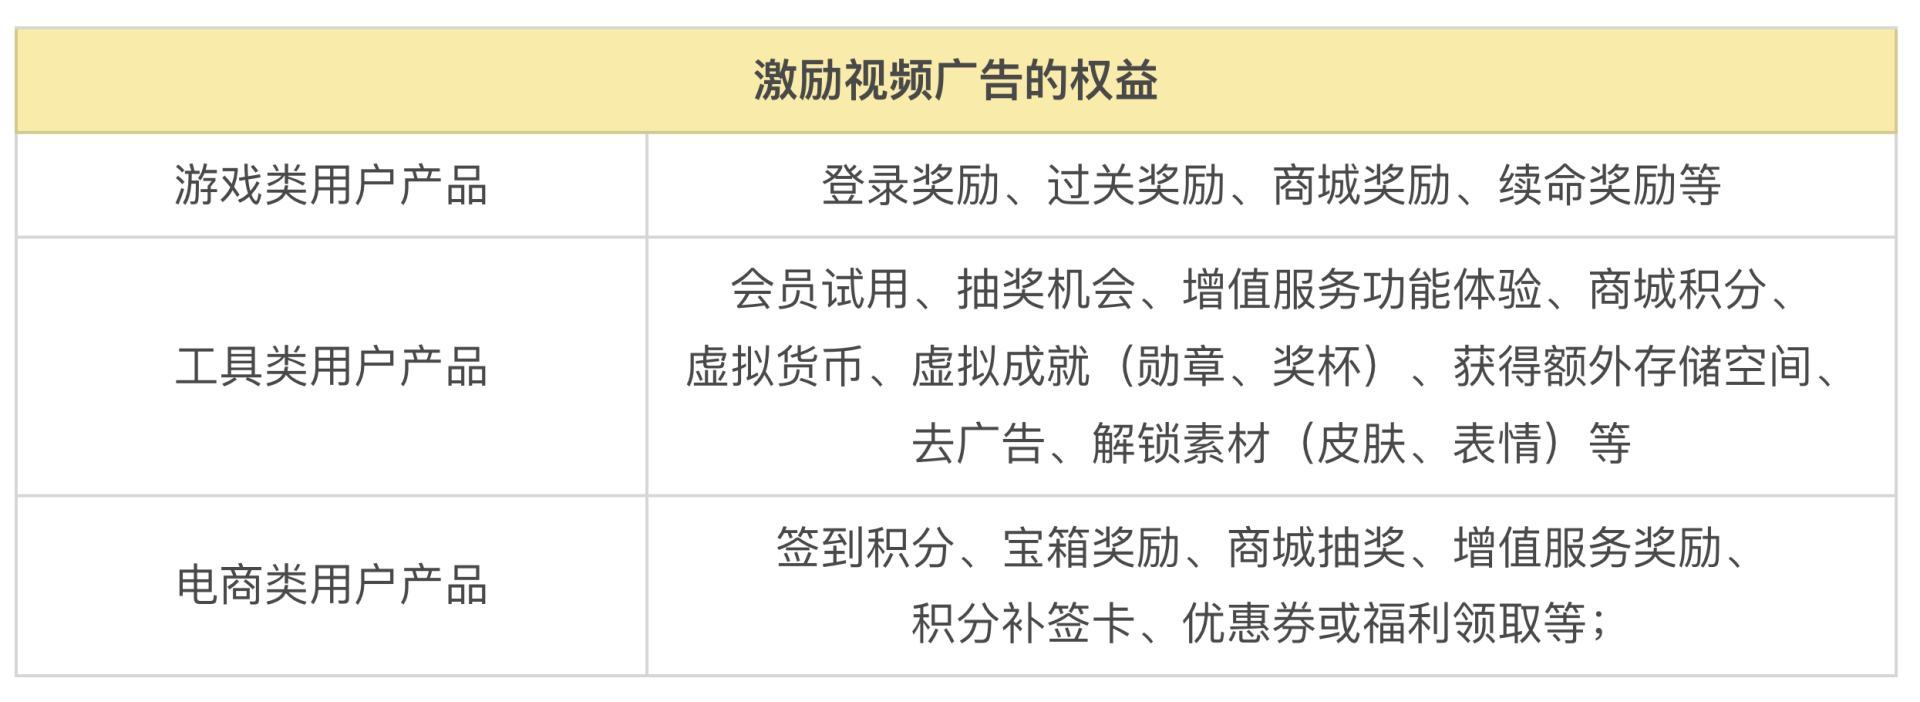 激励视频广告的权益
游戏类用户产品
登录奖励、过关奖励、商城奖励、续命奖励等
工具类用户产品
会员试用、抽奖机会、增值服务功能体验、商城积分、
虚拟货币、虚拟成就（勋章、奖杯）、获得额外存储空间、
去广告、解锁素材（皮肤、表情）等
电商类用户产品
签到积分、宝箱奖励、商城抽奖、增值服务奖励、
积分补签卡、优惠券或福利领取等；